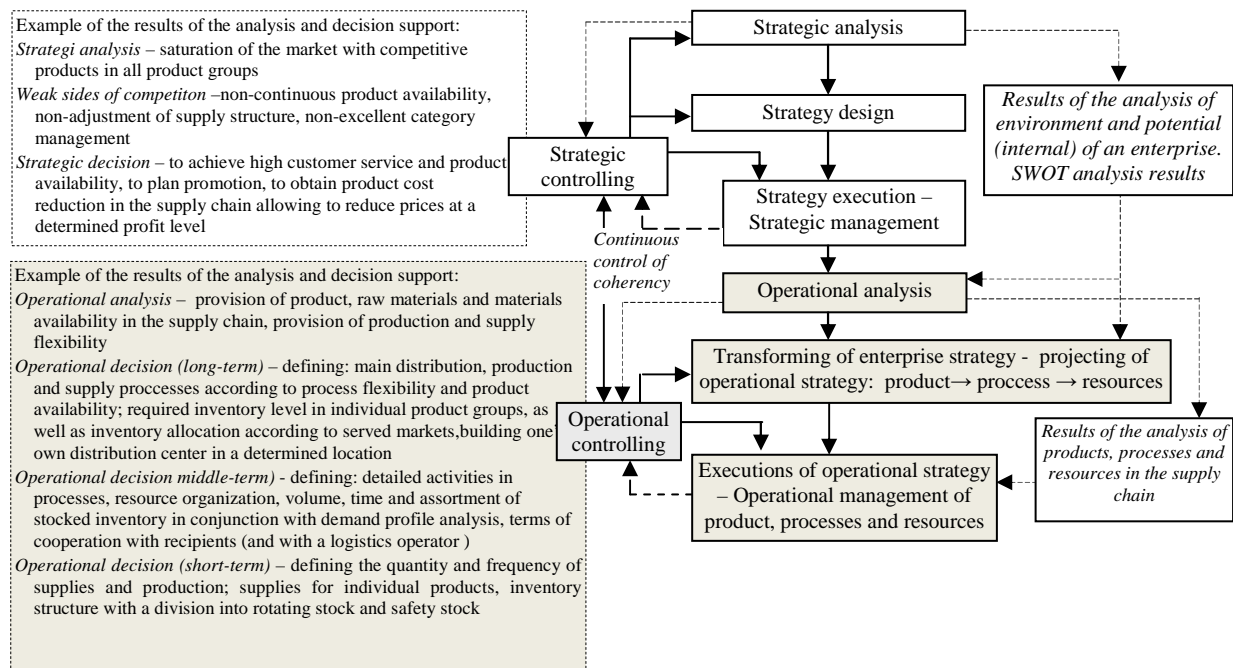 Example of the results of the analysis and decision support:
Strategi analysis – saturation of the market with competitive
products in all product groups
Weak sides of competiton –non-continuous product availability,
non-adjustment of supply structure, non-excellent category
management
Strategic decision – to achieve high customer service and product
availability, to plan promotion, to obtain product cost
reduction in the supply chain allowing to reduce prices at a
determined profit level
Strategic analysis
Strategy design
Strategic
controlling
Strategy execution –
Strategic management
Results of the analysis of
environment and potential
(internal) of an enterprise.
SWOT analysis results
Continuous
control of
coherency
Example of the results of the analysis and decision support:
Operational analysis – provision of product, raw materials and materials
availability in the supply chain, provision of production and supply
flexibility
Operational decision (long-term) – defining: main distribution, production
and supply proccesses according to process flexibility and product
availability; required inventory level in individual product groups, as
well as inventory allocation according to served markets,building one
own distribution center in a determined location
Operational decision middle-term) - defining: detailed activities in
processes, resource organization, volume, time and assortment of
stocked inventory in conjunction with demand profile analysis, terms of
cooperation with recipients (and with a logistics operator )
Operational decision (short-term) – defining the quantity and frequency of
supplies and production; supplies for individual products, inventory
structure with a division into rotating stock and safety stock
Operational analysis
Transforming of enterprise strategy - projecting of
operational strategy: product→ proccess → resources
Operational
controlling
Executions of operational strategy
– Operational management of
product, processes and resources
Results of the analysis of
products, processes and
resources in the supply
chain